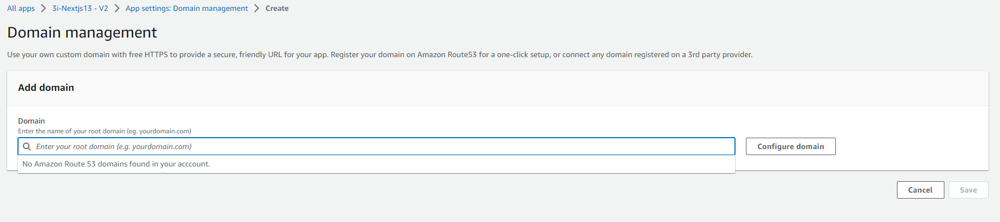 All apps > 3i-Nextjs13 - V2 > App settings: Domain management > Create
Domain management
Use your own custom domain with free HTTPS to provide a secure, friendly URL for your app. Register your domain on Amazon Route53 for a one-click setup, or connect any domain registered on a 3rd party provider.
Add domain
Domain
Enter the name of your root domain (eg. yourdomain.com)
Enter your root domain (e.g. yourdomain.com)
Configure domain
No Amazon Route 53 domains found in your acccount.
Cancel
Save